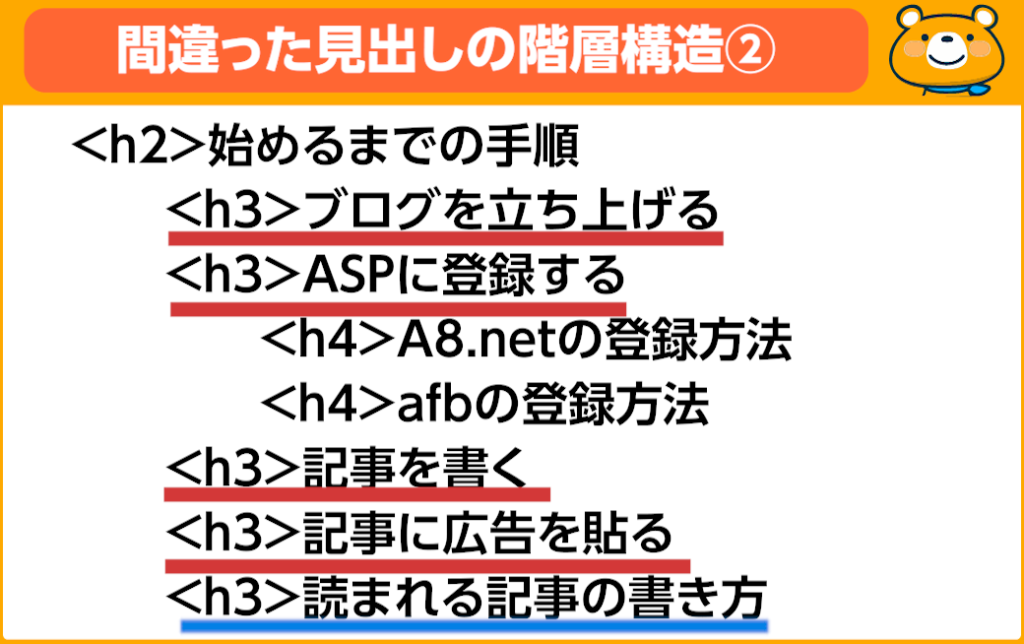 間違った見出しの階層構造②
<h2>始めるまでの手順
<h3>ブログを立ち上げる
<h3>ASPに登録する
<h4>A8.netの登録方法
<h4>afbの登録方法
<h3>記事を書く
<h3>記事に広告を貼る
<h3>読まれる記事の書き方